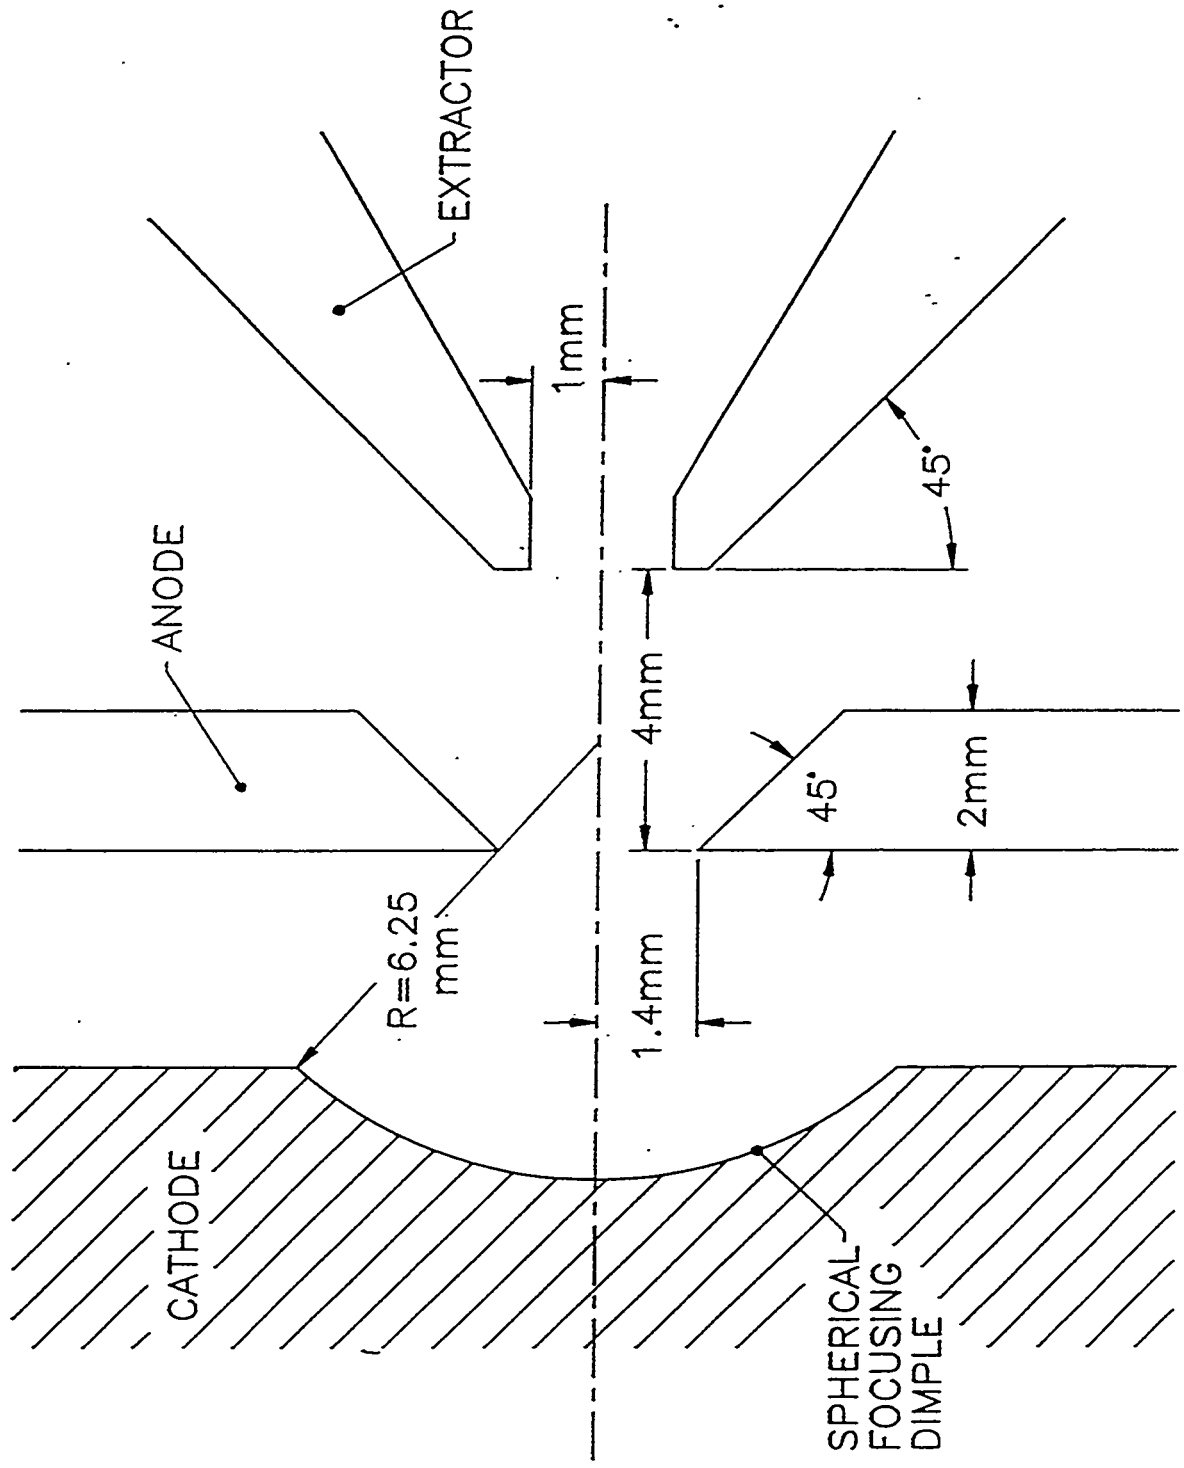 CATHODE
ANODE
EXTRACTOR
R=6.25
mm
1mm
4mm
1.4mm
45°
2mm
45°
SPHERICAL
FOCUSING
DIMPLE